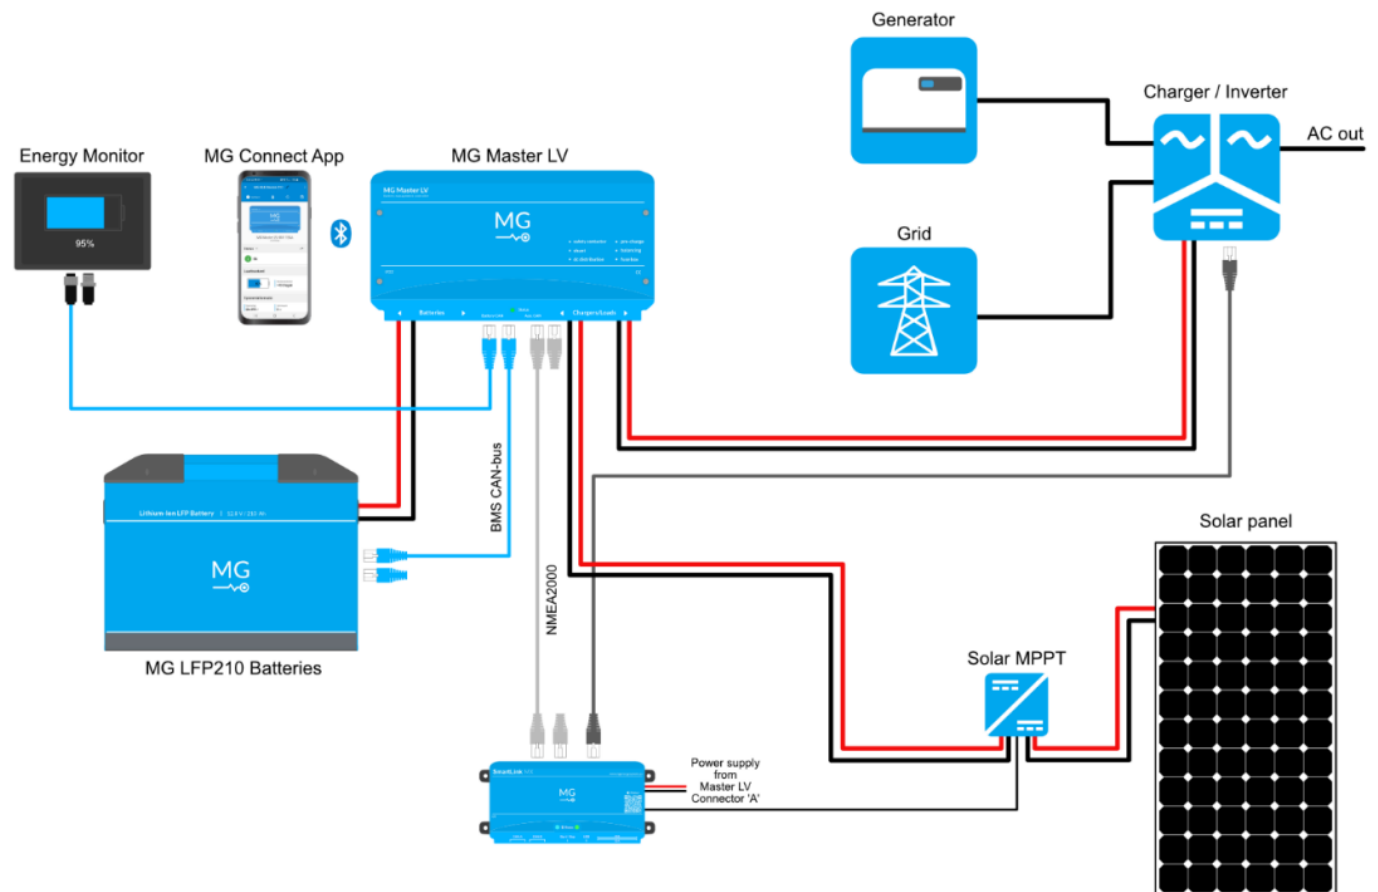 Generator
Charger / Inverter
AC out
Energy Monitor
MG Connect App
MG Master LV
95%
MG Master LV
MG
Grid
Batteries
Chargers/Loads
BMS CAN-bus
NMEA2000
Lithium-Ion LFP Battery
MG
MG LFP210 Batteries
Solar panel
Solar MPPT
SmartLink
MG
Power supply
from
Master LV
Connector 'A'